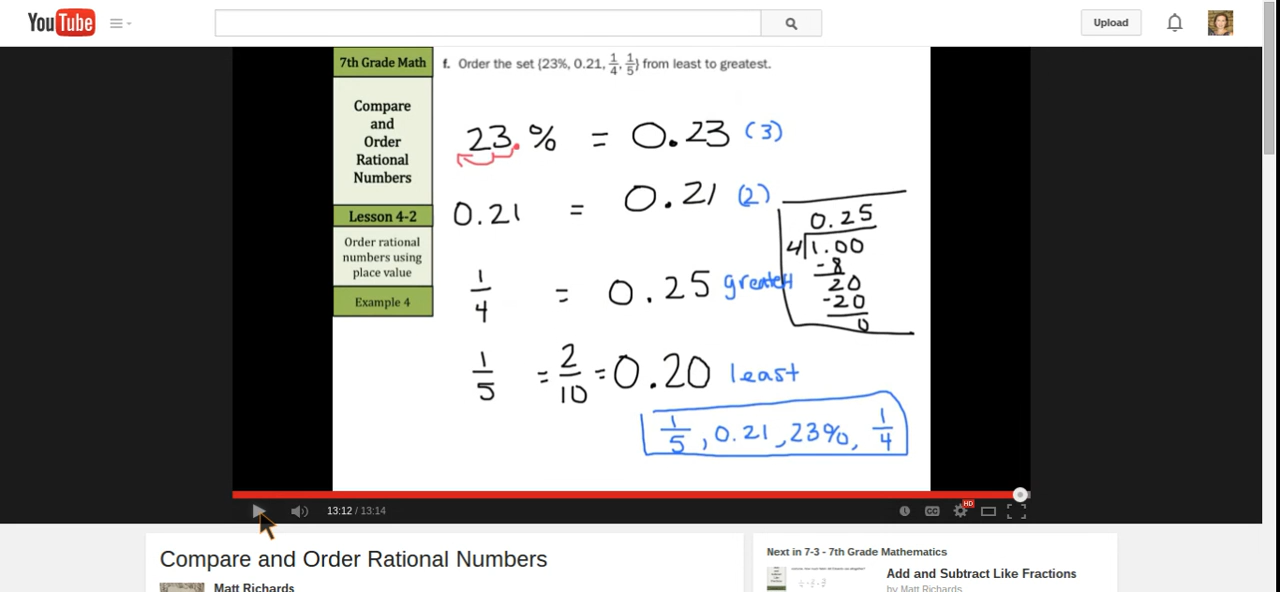 YouTube
Upload
7th Grade Math
f. Order the set {23%, 0.21, 1/4, 1/5} from least to greatest.
Compare
and
Order
Rational
Numbers
Lesson 4-2
Order rational
numbers using
place value
Example 4
23.% = 0.23 (3)
0.21 = 0.21 (2)
1/4 = 0.25 greatest
1/5 = 2/10 = 0.20 least
0.25
4 1.00
-8
20
-20
0
1/5, 0.21, 23%, 1/4
13:12 / 13:14
CC
HD
Compare and Order Rational Numbers
Matt Richards
Next in 7-3 - 7th Grade Mathematics
Add and Subtract Like Fractions
by Matt Richards